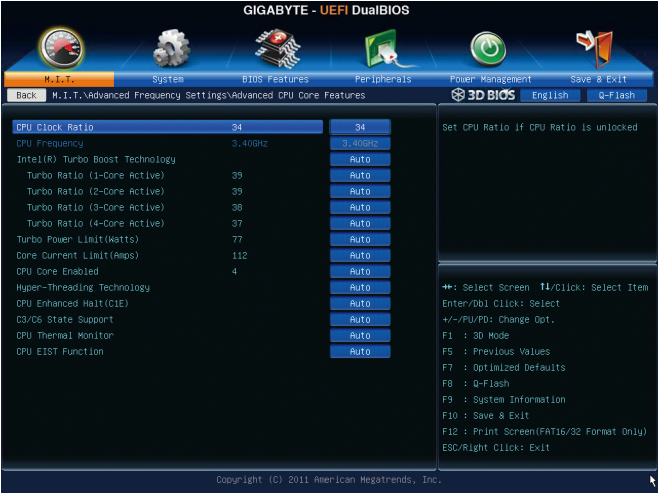 GIGABYTE - UEFI DualBIOS
M.I.T. System BIOS Features Peripherals Power Management Save & Exit
Back M.I.T.\Advanced Frequency Settings\Advanced CPU Core Features 3D BIOS English Q-Flash
CPU Clock Ratio 34 34
CPU Frequency 3.40GHz 3.40GHz
Intel(R) Turbo Boost Technology Auto
Turbo Ratio (1-Core Active) 39 Auto
Turbo Ratio (2-Core Active) 39 Auto
Turbo Ratio (3-Core Active) 38 Auto
Turbo Ratio (4-Core Active) 37 Auto
Turbo Power Limit(Watts) 77 Auto
Core Current Limit(Amps) 112 Auto
CPU Core Enabled 4 Auto
Hyper-Threading Technology Auto
CPU Enhanced Halt(C1E) Auto
C3/C6 State Support Auto
CPU Thermal Monitor Auto
CPU EIST Function Auto
Set CPU Ratio if CPU Ratio is unlocked
→←: Select Screen ↑↓/Click: Select Item
Enter/Dbl Click: Select
+/-/PU/PD: Change Opt.
F1 : 3D Mode
F5 : Previous Values
F7 : Optimized Defaults
F8 : Q-Flash
F9 : System Information
F10 : Save & Exit
F12 : Print Screen(FAT16/32 Format Only)
ESC/Right Click: Exit
Copyright (C) 2011 American Megatrends, Inc.